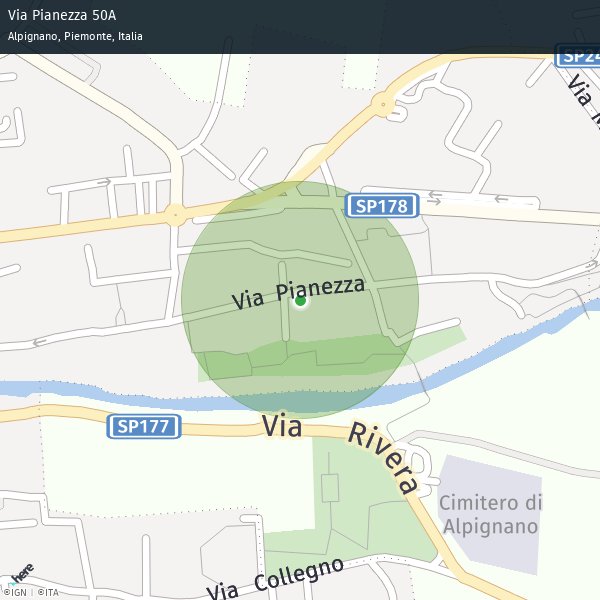 Via Pianezza 50A
Alpignano, Piemonte, Italia
SP24
Via M
SP178
Via Pianezza
SP177
Via Rivera
Cimitero di
Alpignano
Via Collegno
here
©IGN | ©ITA